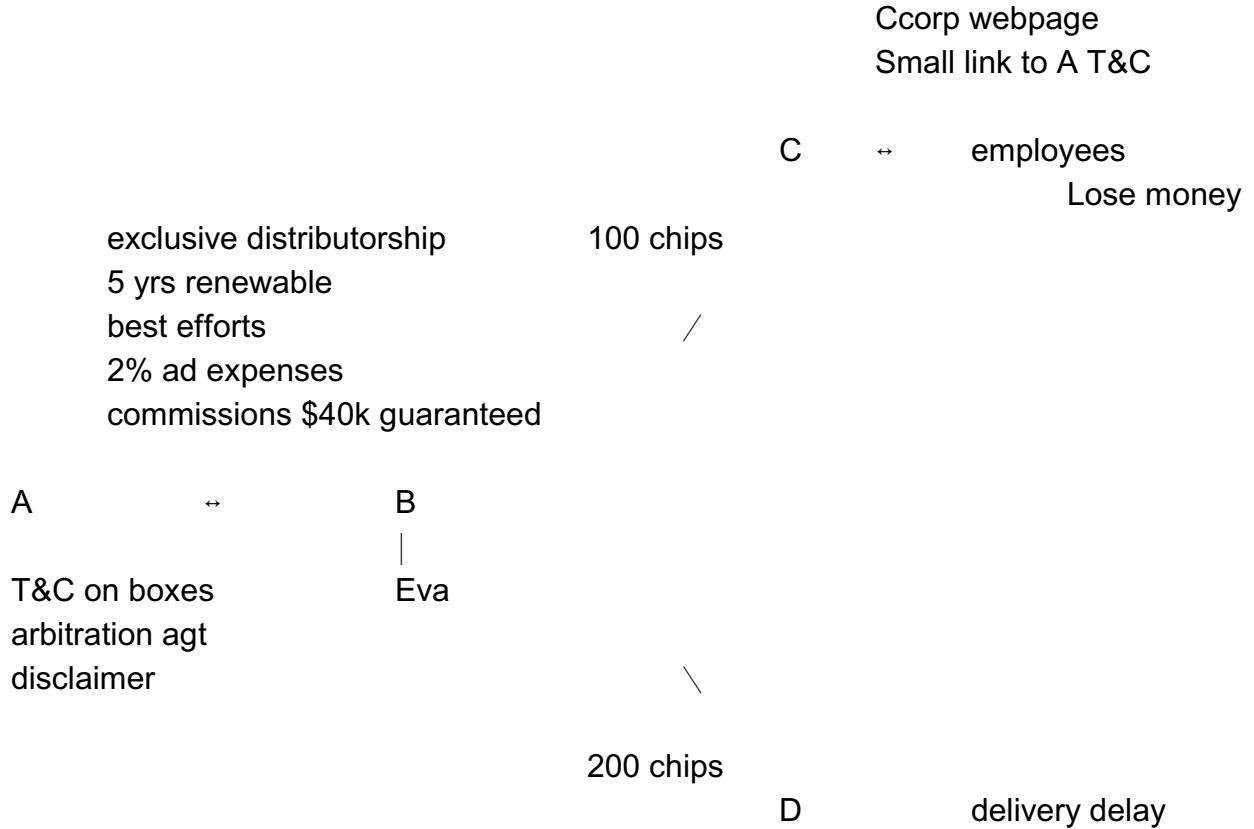 Ccorp webpage
Small link to A T&C
C ↔ employees
Lose money
exclusive distributorship 100 chips
5 yrs renewable
best efforts
2% ad expenses
commissions $40k guaranteed
A ↔ B
T&C on boxes Eva
arbitration agt
disclaimer
200 chips
D delivery delay